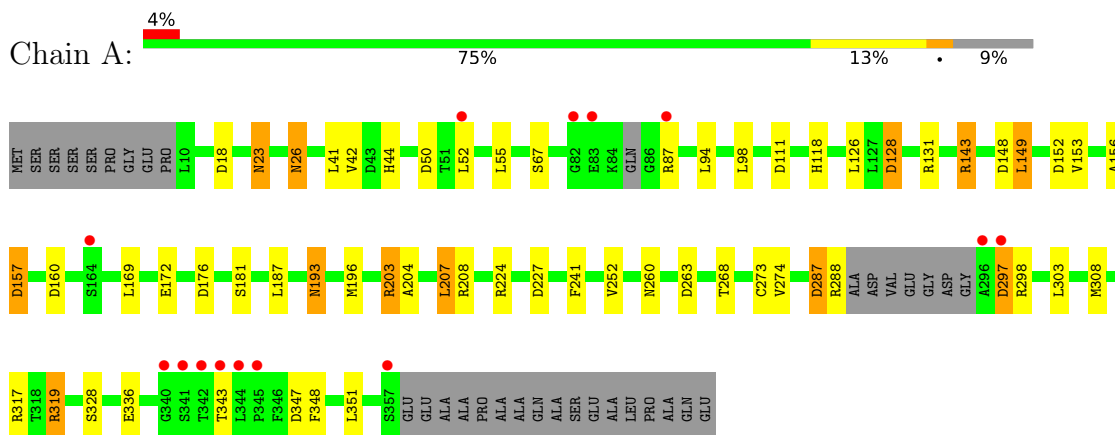 4%
Chain A:
75% 13% • 9%
MET SER SER SER SER PRO GLY GLU PRO L10 D18 N23 N26 L41 V42 D43 H44 D50 T51 L52 L55 S67 G82 E83 K84 GLN G86 R87 L94 L98 D111 H118 L126 L127 D128 R131 R143 D148 L149 D152 V153 A156
D157 D160 S164 L169 E172 D176 S181 L187 N193 M196 R203 A204 L207 R208 R224 D227 F241 V252 N260 D263 T268 C273 V274 D287 R288 ALA ASP VAL GLU GLY ASP GLY A296 D297 R298 L303 M308
R317 T318 R319 S328 E336 G340 S341 T342 T343 L344 P345 F346 D347 F348 L351 S357 GLU GLU ALA ALA PRO ALA ALA GLN ALA SER GLU ALA LEU PRO ALA GLN GLU